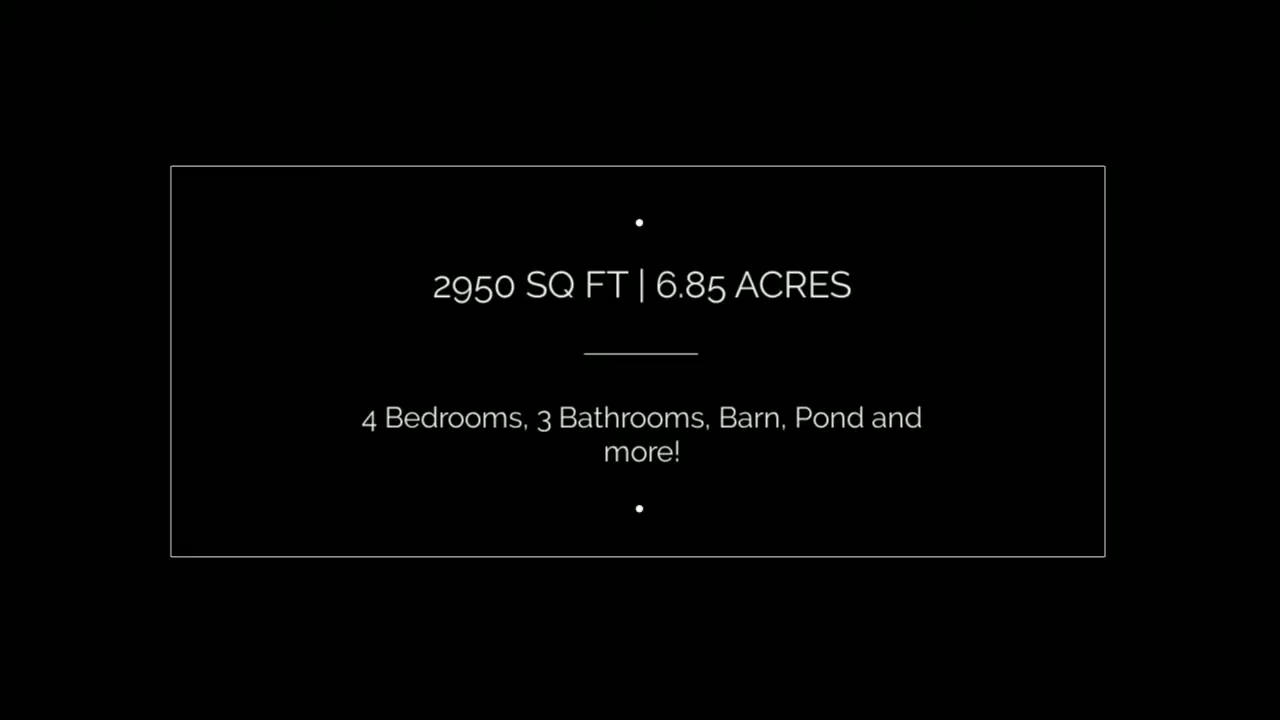 2950 SQ FT | 6.85 ACRES
4 Bedrooms, 3 Bathrooms, Barn, Pond and
more!